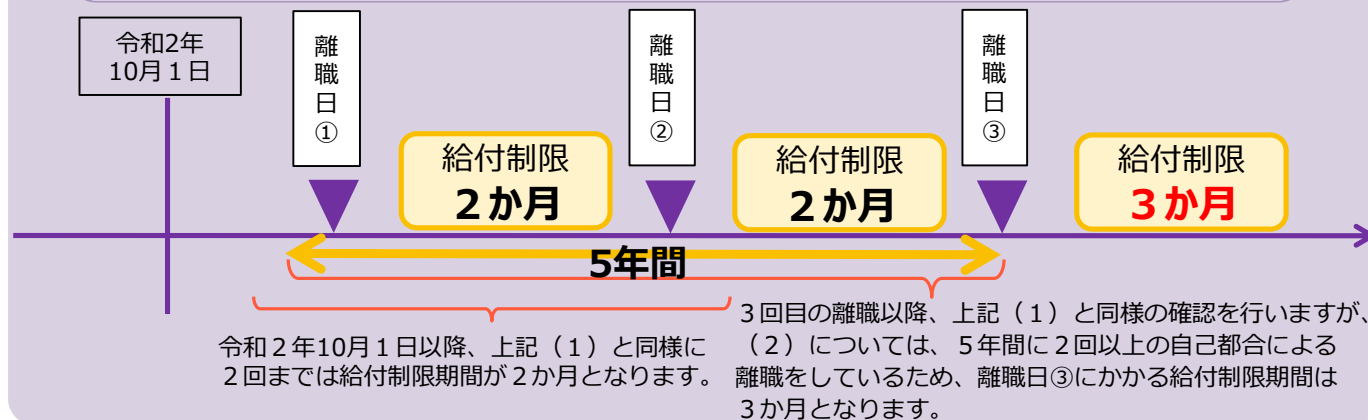 令和2年
10月１日
離職日①
離職日②
離職日③
給付制限
２か月
給付制限
２か月
給付制限
３か月
5年間
令和２年10月１日以降、上記（１）と同様に
２回までは給付制限期間が２か月となります。
３回目の離職以降、上記（１）と同様の確認を行いますが、
（２）については、５年間に２回以上の自己都合による
離職をしているため、離職日③にかかる給付制限期間は
３か月となります。